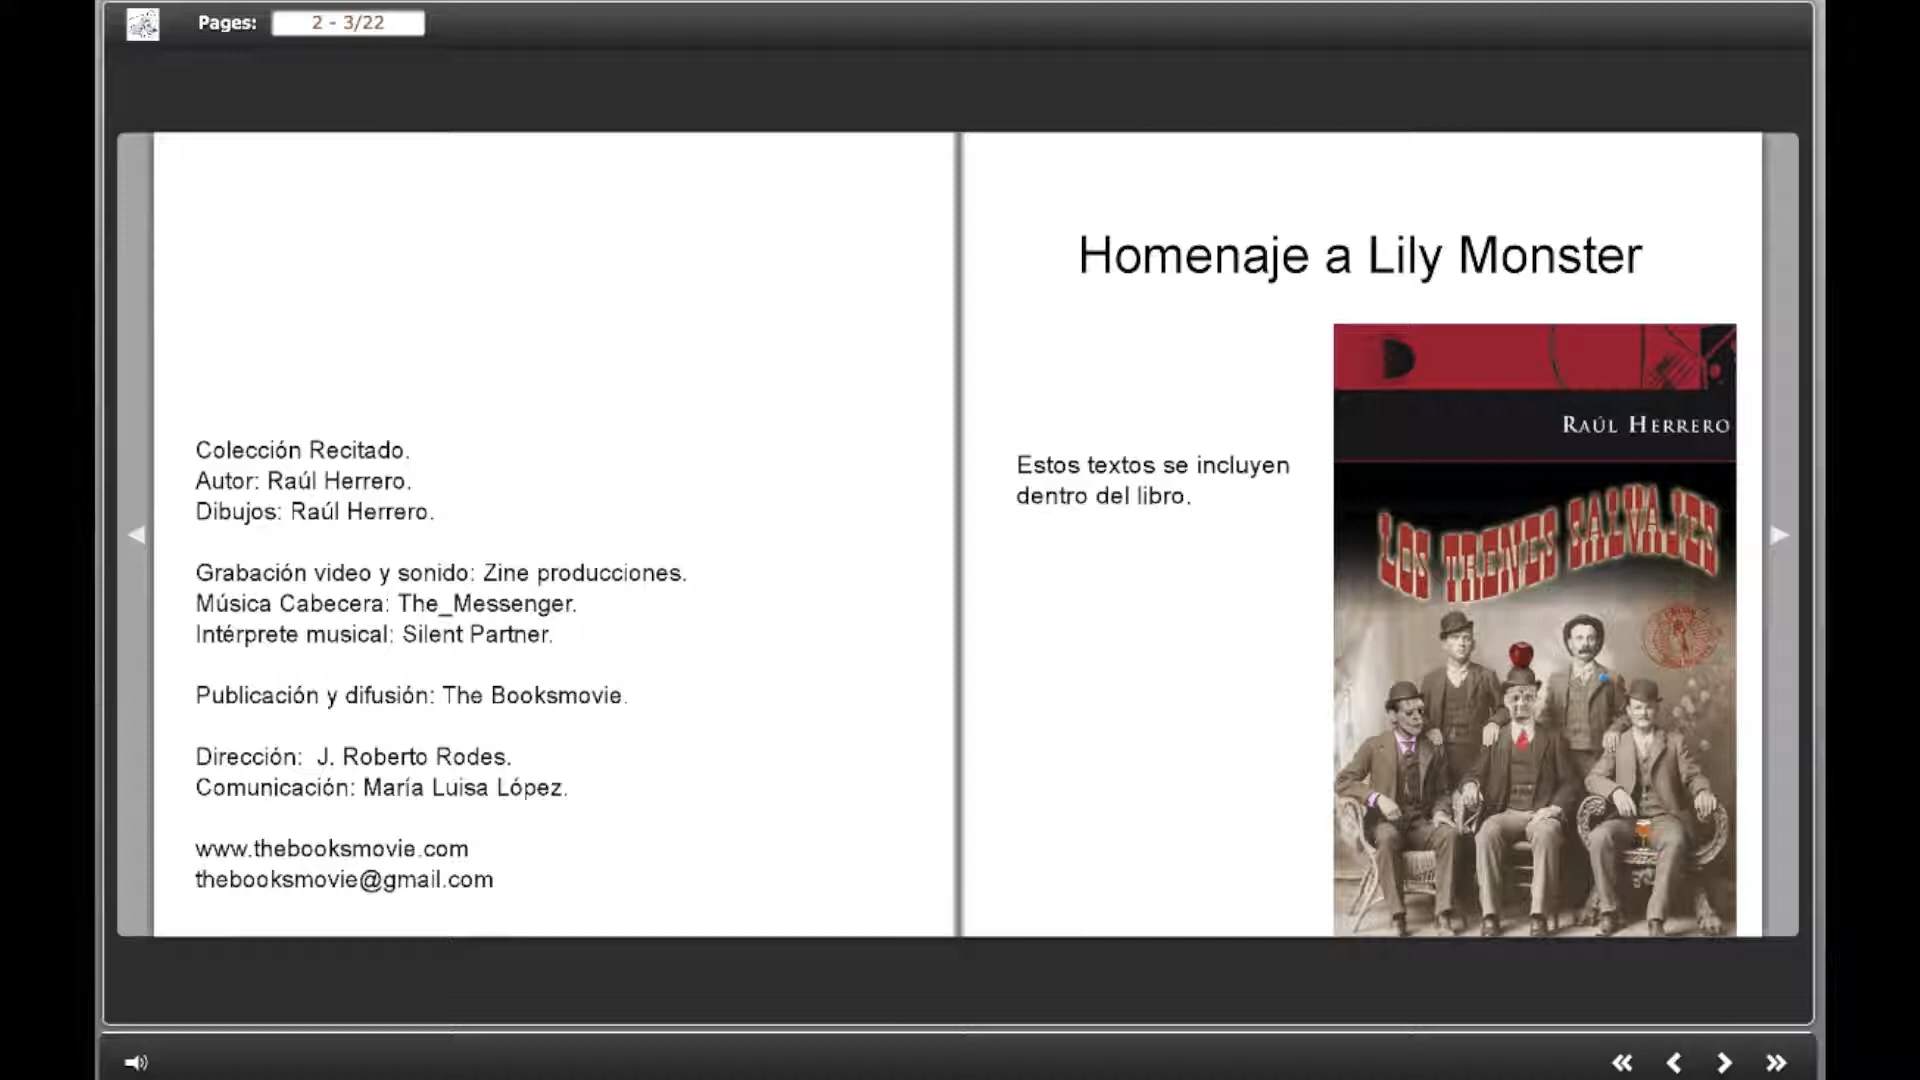 Pages: 2 - 3/22
Colección Recitado.
Autor: Raúl Herrero.
Dibujos: Raúl Herrero.
Grabación video y sonido: Zine producciones.
Música Cabecera: The_Messenger.
Intérprete musical: Silent Partner.
Publicación y difusión: The Booksmovie.
Dirección:  J. Roberto Rodes.
Comunicación: María Luisa López.
www.thebooksmovie.com
thebooksmovie@gmail.com
Homenaje a Lily Monster
Estos textos se incluyen
dentro del libro.
RAÚL HERRERO
LOS TRENES SALVAJES